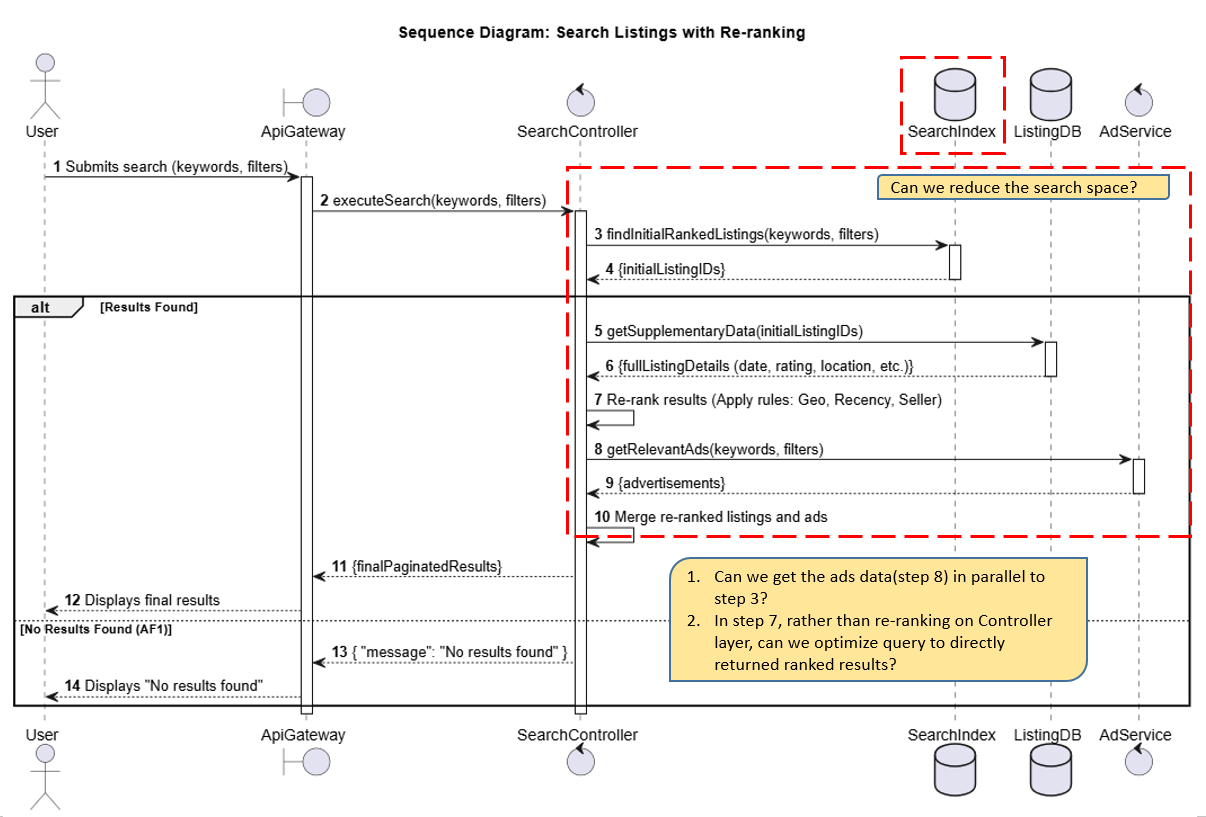 Sequence Diagram: Search Listings with Re-ranking
User
ApiGateway
SearchController
SearchIndex
ListingDB
AdService
1 Submits search (keywords, filters)
Can we reduce the search space?
2 executeSearch(keywords, filters)
3 findInitialRankedListings(keywords, filters)
4 {initialListingIDs}
alt
[Results Found]
5 getSupplementaryData(initialListingIDs)
6 {fullListingDetails (date, rating, location, etc.)}
7 Re-rank results (Apply rules: Geo, Recency, Seller)
8 getRelevantAds(keywords, filters)
9 {advertisements}
10 Merge re-ranked listings and ads
11 {finalPaginatedResults}
12 Displays final results
1. Can we get the ads data(step 8) in parallel to
step 3?
2. In step 7, rather than re-ranking on Controller
layer, can we optimize query to directly
returned ranked results?
[No Results Found (AF1)]
13 { "message": "No results found" }
14 Displays "No results found"
User
ApiGateway
SearchController
SearchIndex
ListingDB
AdService